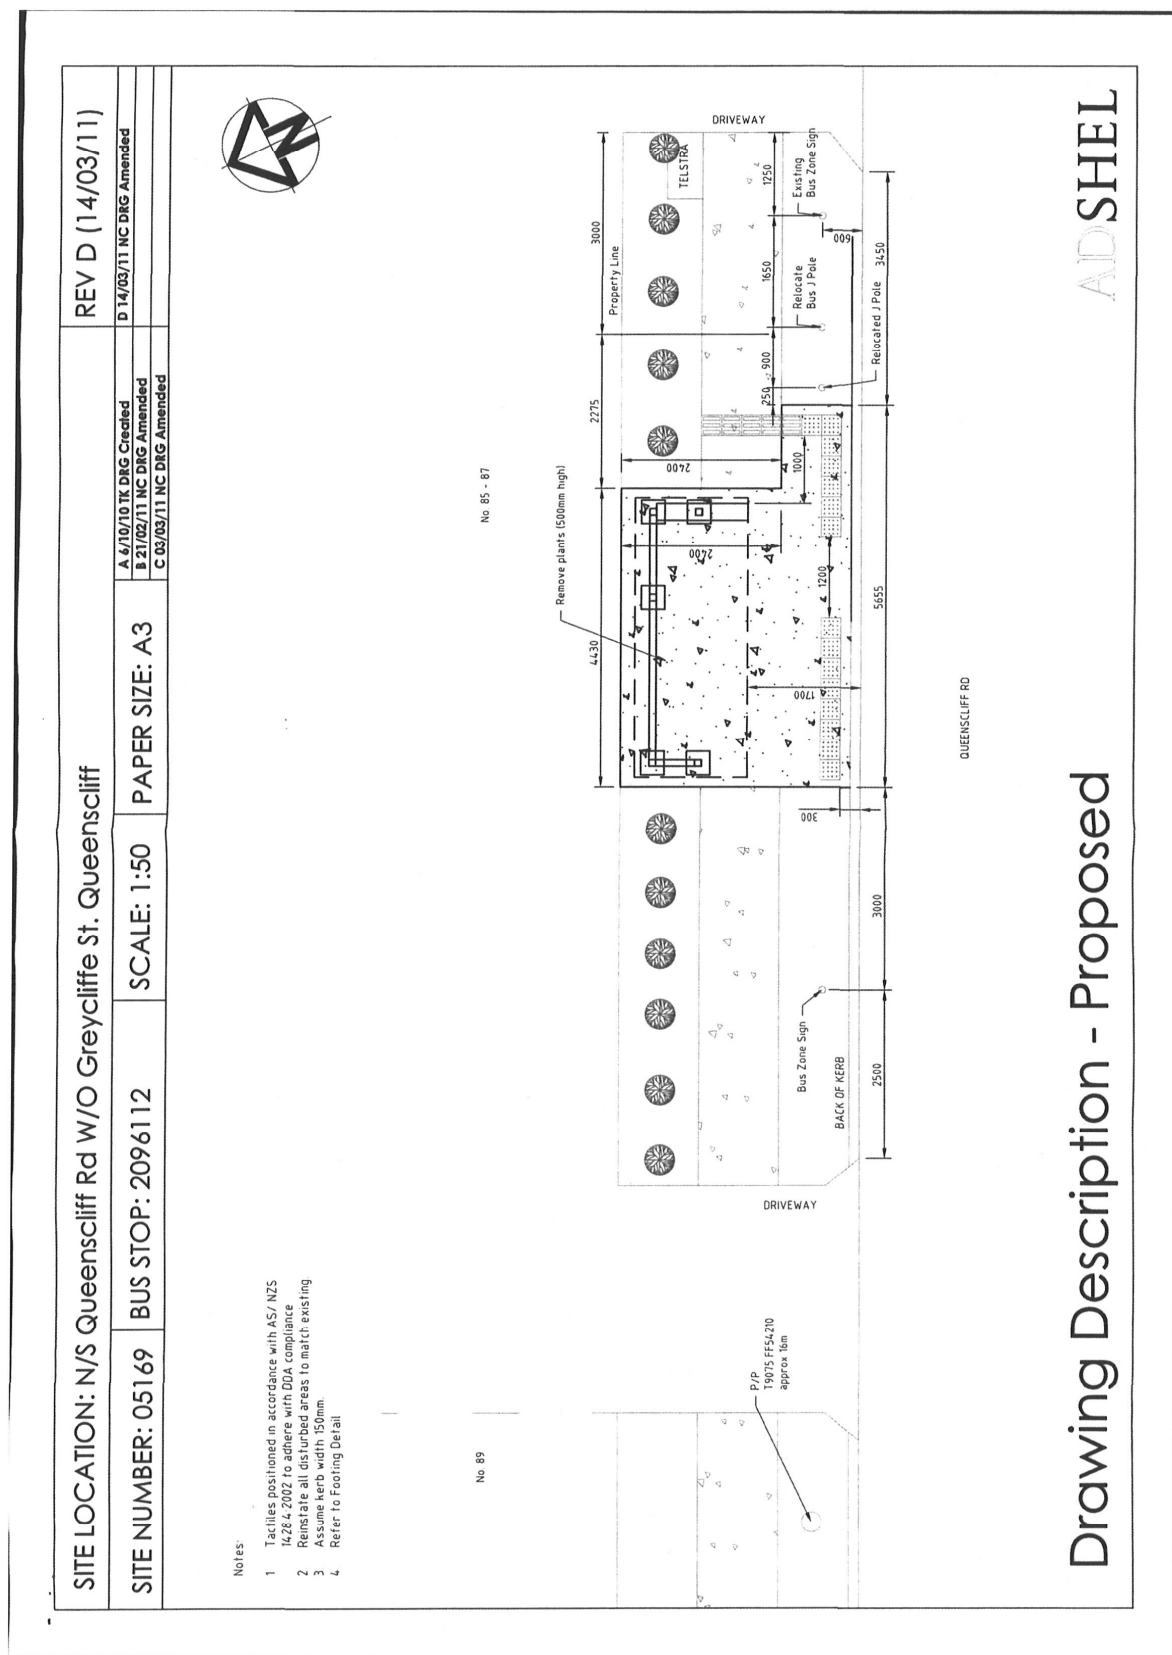 SITE LOCATION: N/S Queenscliff Rd W/O Greycliffe St. Queenscliff
REV D (14/03/11)
SITE NUMBER: 05169
BUS STOP: 2096112
SCALE: 1:50
PAPER SIZE: A3
A 6/10/10 TK DRG Created
B 21/02/11 NC DRG Amended
C 03/03/11 NC DRG Amended
D 14/03/11 NC DRG Amended
N
Notes:
1 Tactiles positioned in accordance with AS/ NZS
1428.4:2002 to adhere with DDA compliance
2 Reinstate all disturbed areas to match existing
3 Assume kerb width 150mm.
4 Refer to Footing Detail
No. 89
No. 85 - 87
Remove plants (500mm high)
4430
2275
3000
Property Line
TELSTRA
DRIVEWAY
2400
2400
1000
250
900
1650
1250
Relocate
Bus J Pole
Existing
Bus Zone Sign
600
1200
1700
300
Relocated J Pole
3450
5655
3000
2500
Bus Zone Sign
BACK OF KERB
DRIVEWAY
P/P
T9075 FF54210
approx 16m
QUEENSCLIFF RD
Drawing Description - Proposed
ADSHEL